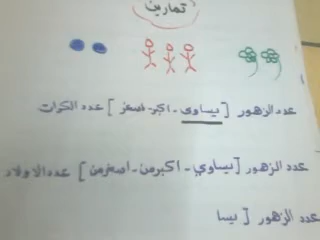 تمارين
عدد الزهور [يساوي - اكبر - اصغر] عدد الكرات
عدد الزهور [يساوي - اكبر من - اصغر من] عدد الاولاد
عدد الزهور [يسا